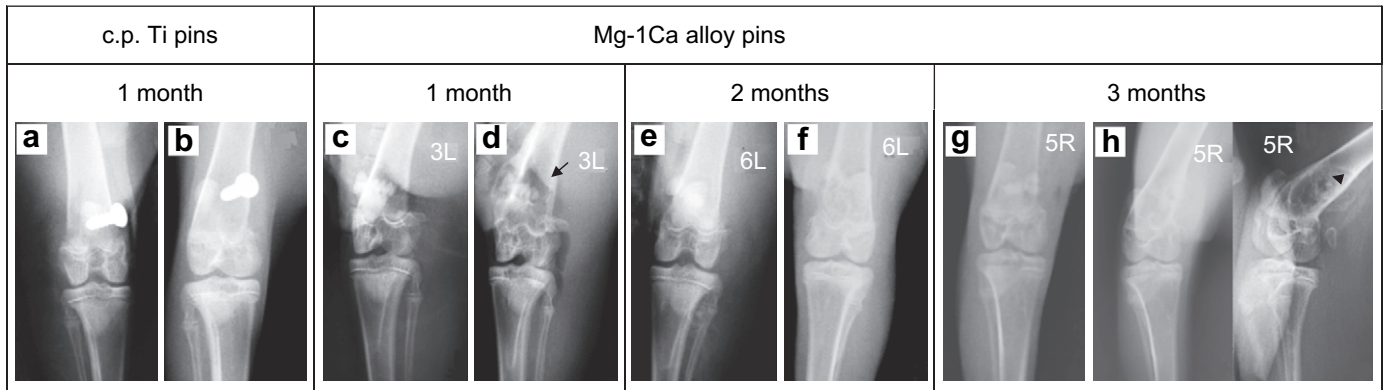 c.p. Ti pins
Mg-1Ca alloy pins
1 month
1 month
2 months
3 months
a
b
c
3L
d
3L
e
6L
f
6L
g
5R
h
5R
5R